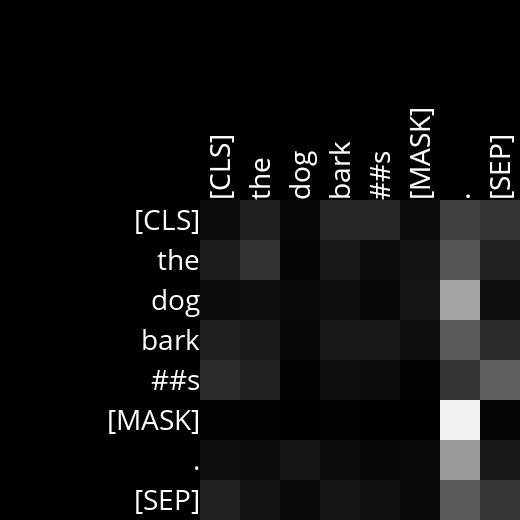 [CLS] the dog bark ##s [MASK] . [SEP]
[CLS]
the
dog
bark
##s
[MASK]
.
[SEP]